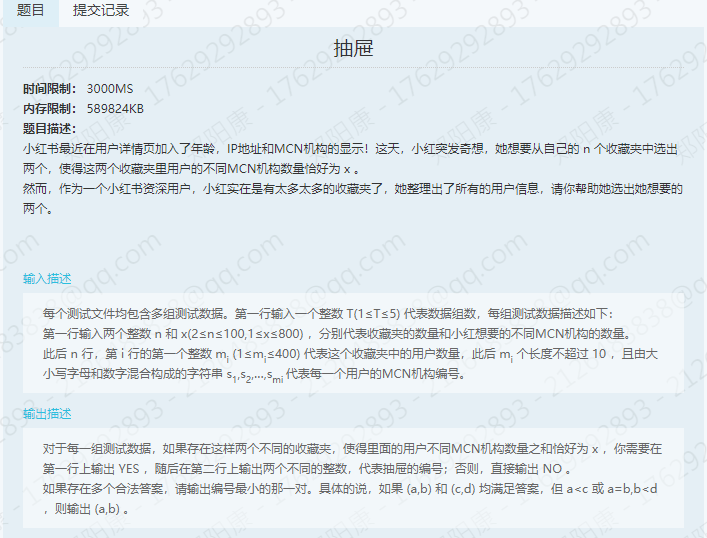 题目 提交记录
抽屉
时间限制： 3000MS
内存限制： 589824KB
题目描述：
小红书最近在用户详情页加入了年龄，IP地址和MCN机构的显示！这天，小红突发奇想，她想要从自己的 n 个收藏夹中选出
两个，使得这两个收藏夹里用户的不同MCN机构数量恰好为 x 。
然而，作为一个小红书资深用户，小红实在是有太多太多的收藏夹了，她整理出了所有的用户信息，请你帮助她选出她想要的
两个。
输入描述
每个测试文件均包含多组测试数据。第一行输入一个整数 T(1≤T≤5) 代表数据组数，每组测试数据描述如下：
第一行输入两个整数 n 和 x(2≤n≤100,1≤x≤800) ，分别代表收藏夹的数量和小红想要的不同MCN机构的数量。
此后 n 行，第 i 行的第一个整数 mi (1≤mi≤400) 代表这个收藏夹中的用户数量，此后 mi 个长度不超过 10 ，且由大
小写字母和数字混合构成的字符串 s1,s2,...,smi 代表每一个用户的MCN机构编号。
输出描述
对于每一组测试数据，如果存在这样两个不同的收藏夹，使得里面的用户不同MCN机构数量之和恰好为 x ，你需要在
第一行上输出 YES ，随后在第二行上输出两个不同的整数，代表抽屉的编号；否则，直接输出 NO 。
如果存在多个合法答案，请输出编号最小的那一对。具体的说，如果 (a,b) 和 (c,d) 均满足答案，但 a<c 或 a=b,b<d
，则输出 (a,b) 。